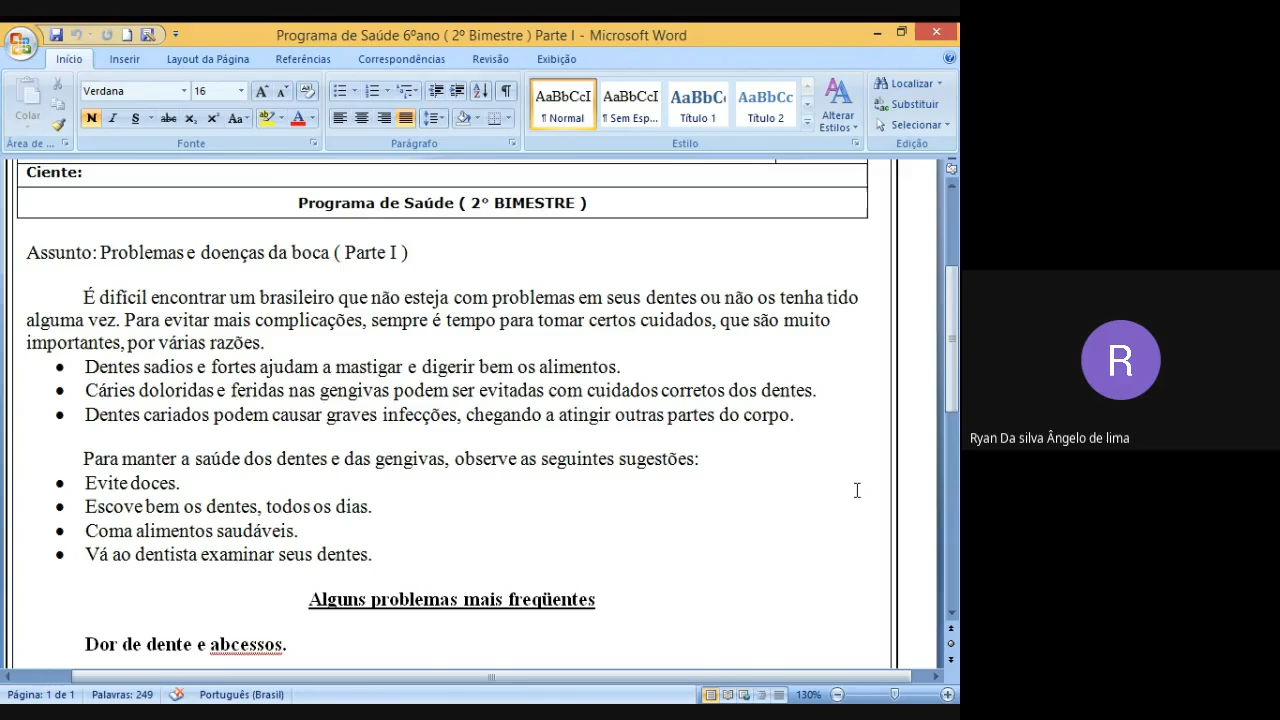 Programa de Saúde 6ºano ( 2º Bimestre ) Parte I - Microsoft Word
Início Inserir Layout da Página Referências Correspondências Revisão Exibição
Colar
Verdana 16
N I S abc x₂ x² Aa
AaBbCcI AaBbCcI AaBbC AaBbCc
¶ Normal ¶ Sem Esp... Título 1 Título 2
Alterar Estilos
Localizar
Substituir
Selecionar
Área de ... Fonte Parágrafo Estilo Edição
Ciente:
Programa de Saúde ( 2° BIMESTRE )
Assunto: Problemas e doenças da boca ( Parte I )
É difícil encontrar um brasileiro que não esteja com problemas em seus dentes ou não os tenha tido
alguma vez. Para evitar mais complicações, sempre é tempo para tomar certos cuidados, que são muito
importantes, por várias razões.
• Dentes sadios e fortes ajudam a mastigar e digerir bem os alimentos.
• Cáries doloridas e feridas nas gengivas podem ser evitadas com cuidados corretos dos dentes.
• Dentes cariados podem causar graves infecções, chegando a atingir outras partes do corpo.
Para manter a saúde dos dentes e das gengivas, observe as seguintes sugestões:
• Evite doces.
• Escove bem os dentes, todos os dias.
• Coma alimentos saudáveis.
• Vá ao dentista examinar seus dentes.
Alguns problemas mais freqüentes
Dor de dente e abcessos.
Página: 1 de 1 Palavras: 249 Português (Brasil) 130%
R
Ryan Da silva Ângelo de lima